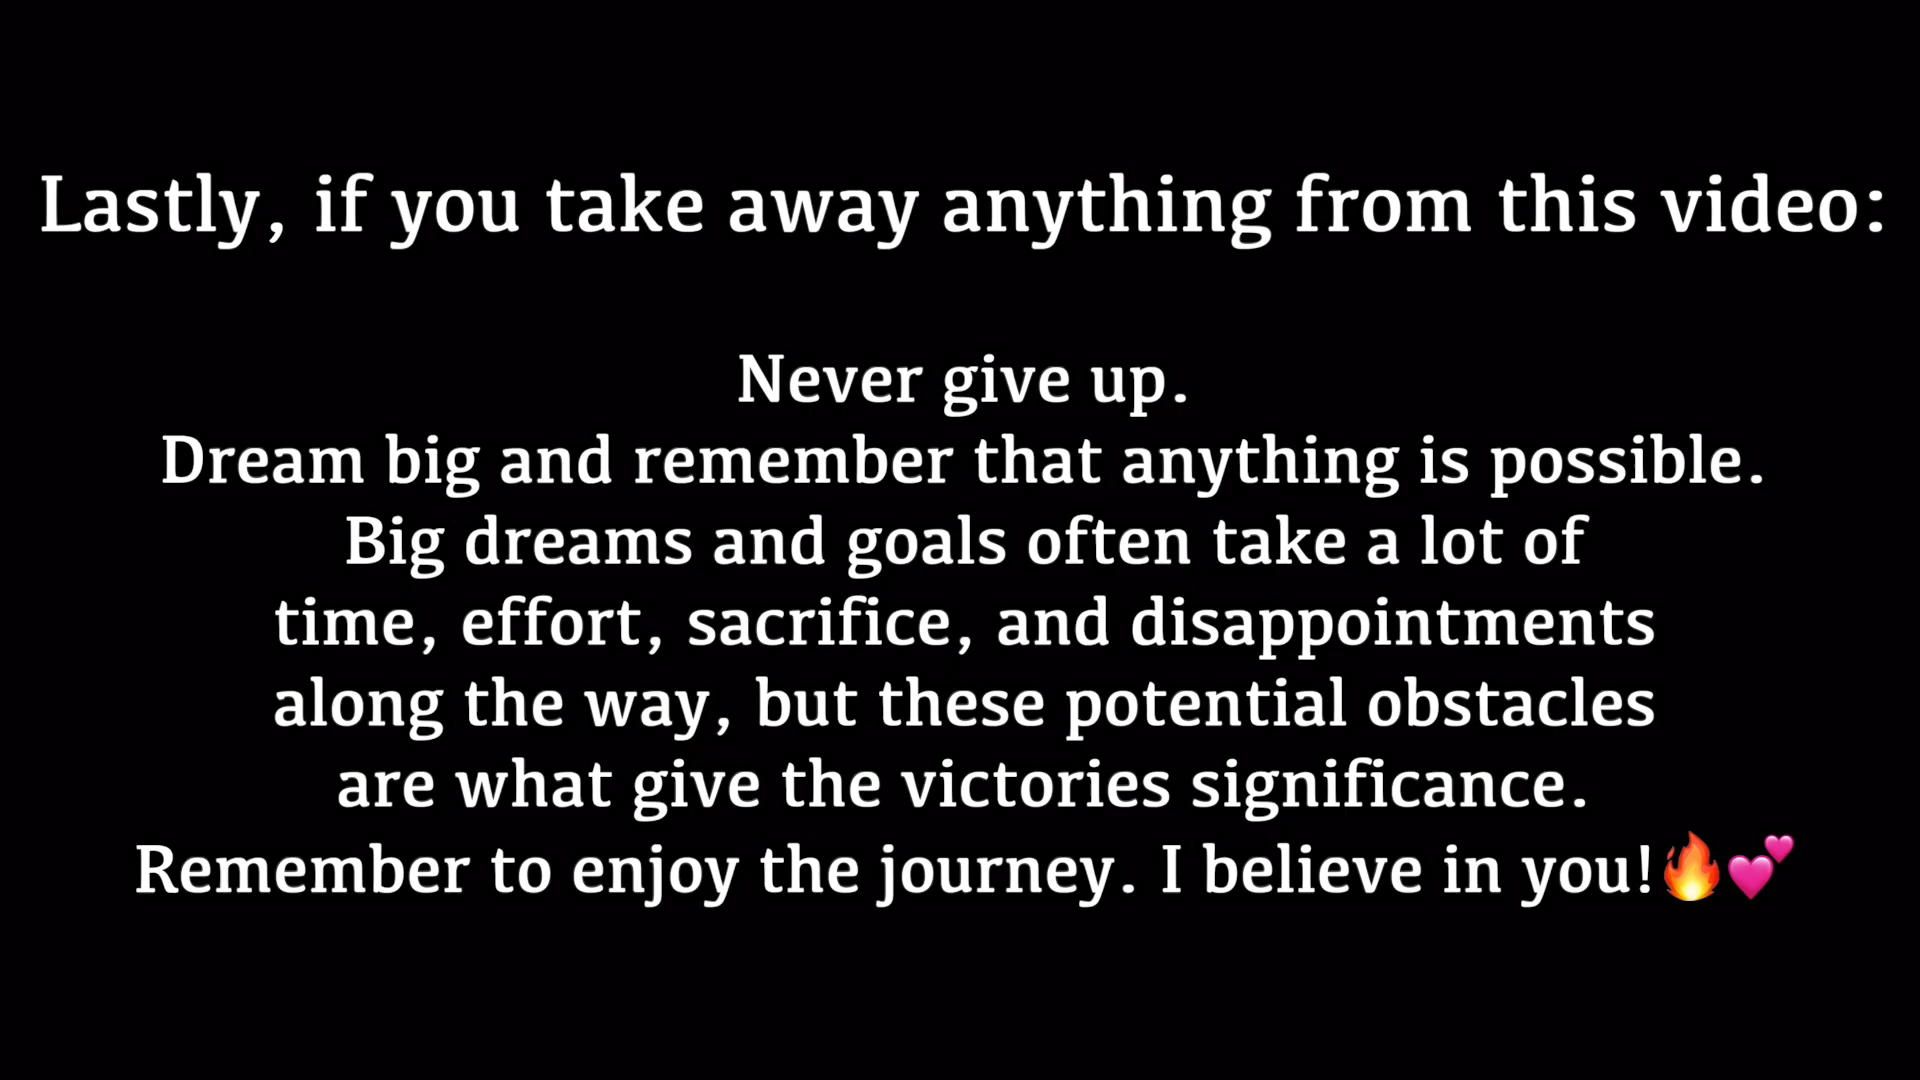 Lastly, if you take away anything from this video:
Never give up.
Dream big and remember that anything is possible.
Big dreams and goals often take a lot of
time, effort, sacrifice, and disappointments
along the way, but these potential obstacles
are what give the victories significance.
Remember to enjoy the journey. I believe in you!🔥💕